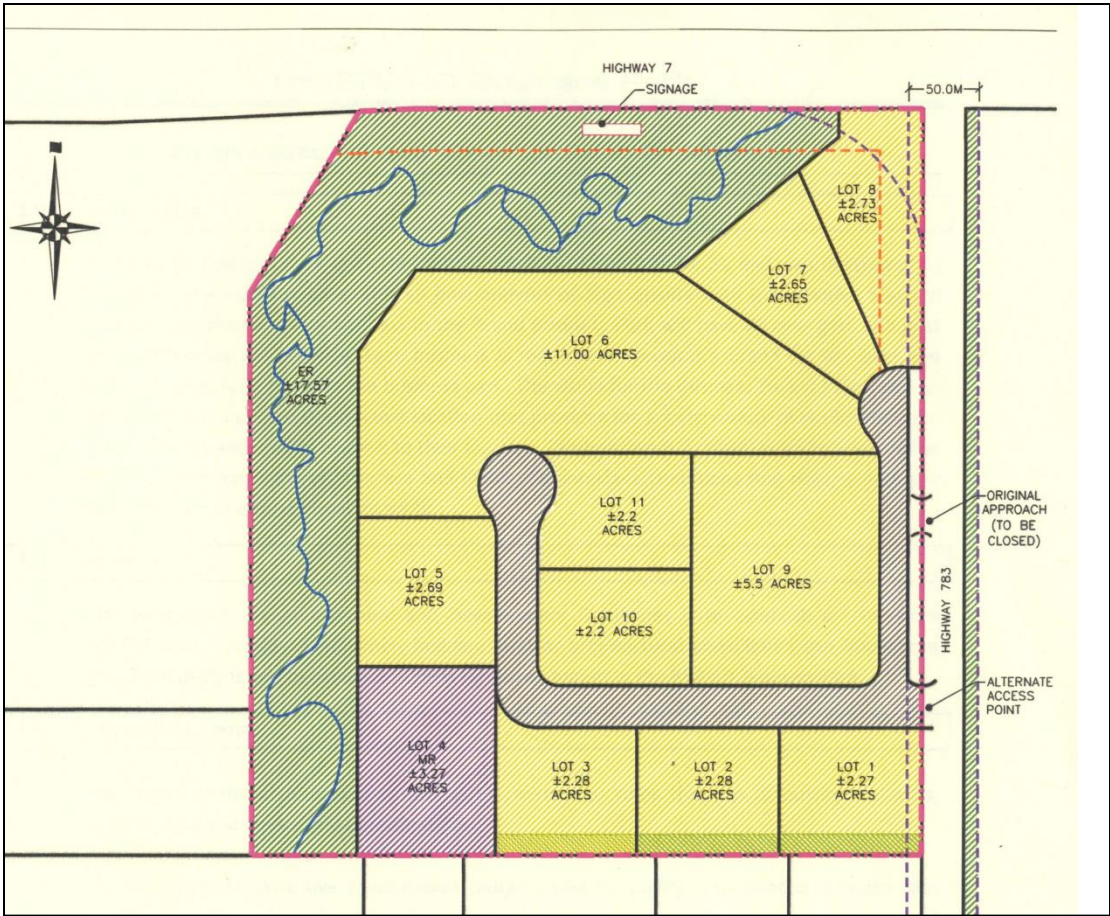 HIGHWAY 7
SIGNAGE
50.0M
LOT 8
±2.73
ACRES
LOT 7
±2.65
ACRES
LOT 6
±11.00 ACRES
ER
±17.57
ACRES
LOT 11
±2.2
ACRES
ORIGINAL
APPROACH
(TO BE
CLOSED)
LOT 5
±2.69
ACRES
LOT 9
±5.5 ACRES
HIGHWAY 783
LOT 10
±2.2 ACRES
ALTERNATE
ACCESS
POINT
LOT 4
MR
±3.27
ACRES
LOT 3
±2.28
ACRES
LOT 2
±2.28
ACRES
LOT 1
±2.27
ACRES